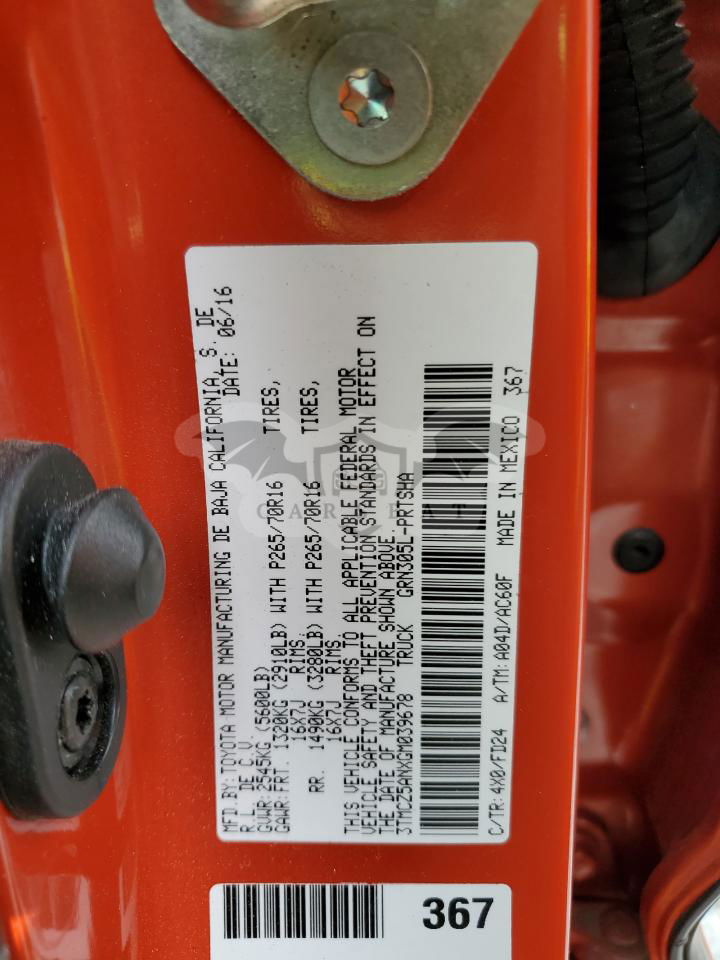 MFD. BY: TOYOTA MOTOR MANUFACTURING DE BAJA CALIFORNIA, S. DE
R.L. DE C.V. DATE: 06/16
GVWR: 2545KG (5600LB)
GAWR: FRT. 1320KG (2910LB) WITH P265/70R16 TIRES,
16X7J RIMS,
RR. 1490KG (3280LB) WITH P265/70R16 TIRES,
16X7J RIMS.
THIS VEHICLE CONFORMS TO ALL APPLICABLE FEDERAL MOTOR
VEHICLE SAFETY AND THEFT PREVENTION STANDARDS IN EFFECT ON
THE DATE OF MANUFACTURE SHOWN ABOVE.
3TMCZ5ANXGM039678 TRUCK GRN305L-PRTSHA
C/TR: 4X0/FD24 A/TM: A04D/AC60F MADE IN MEXICO 367
367